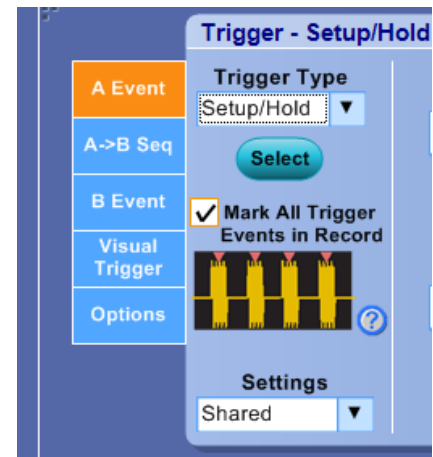 Trigger - Setup/Hold
A Event
A->B Seq
B Event
Visual
Trigger
Options
Trigger Type
Setup/Hold
Select
Mark All Trigger
Events in Record
?
Settings
Shared